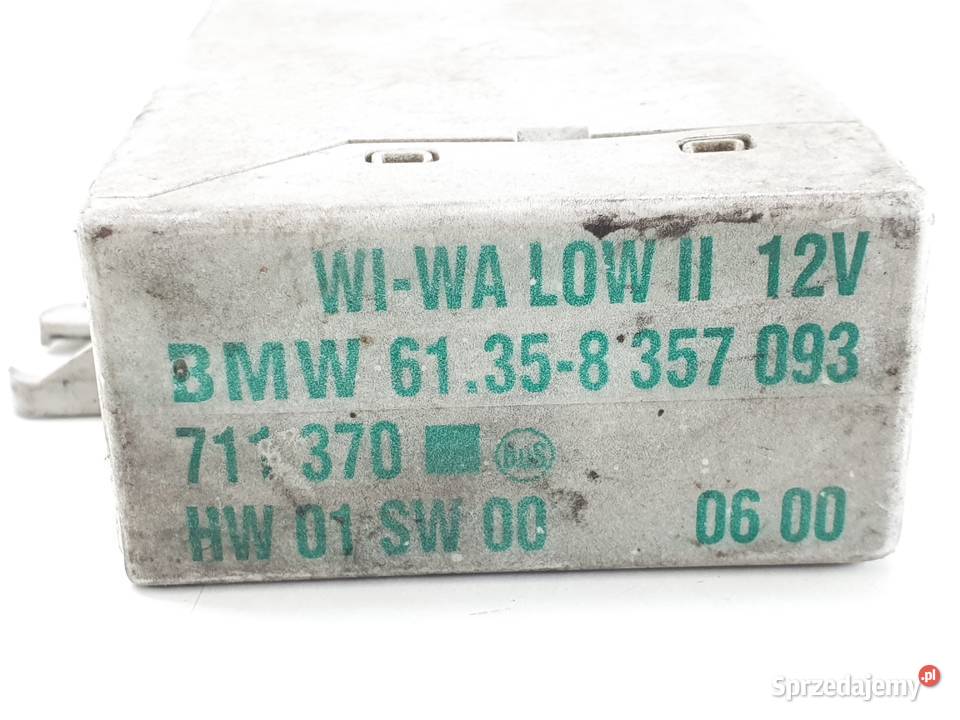 WI-WA LOW II 12V
BMW 61.35-8 357 093
711 370
HW 01 SW 00 06 00
Sprzedajemy.pl